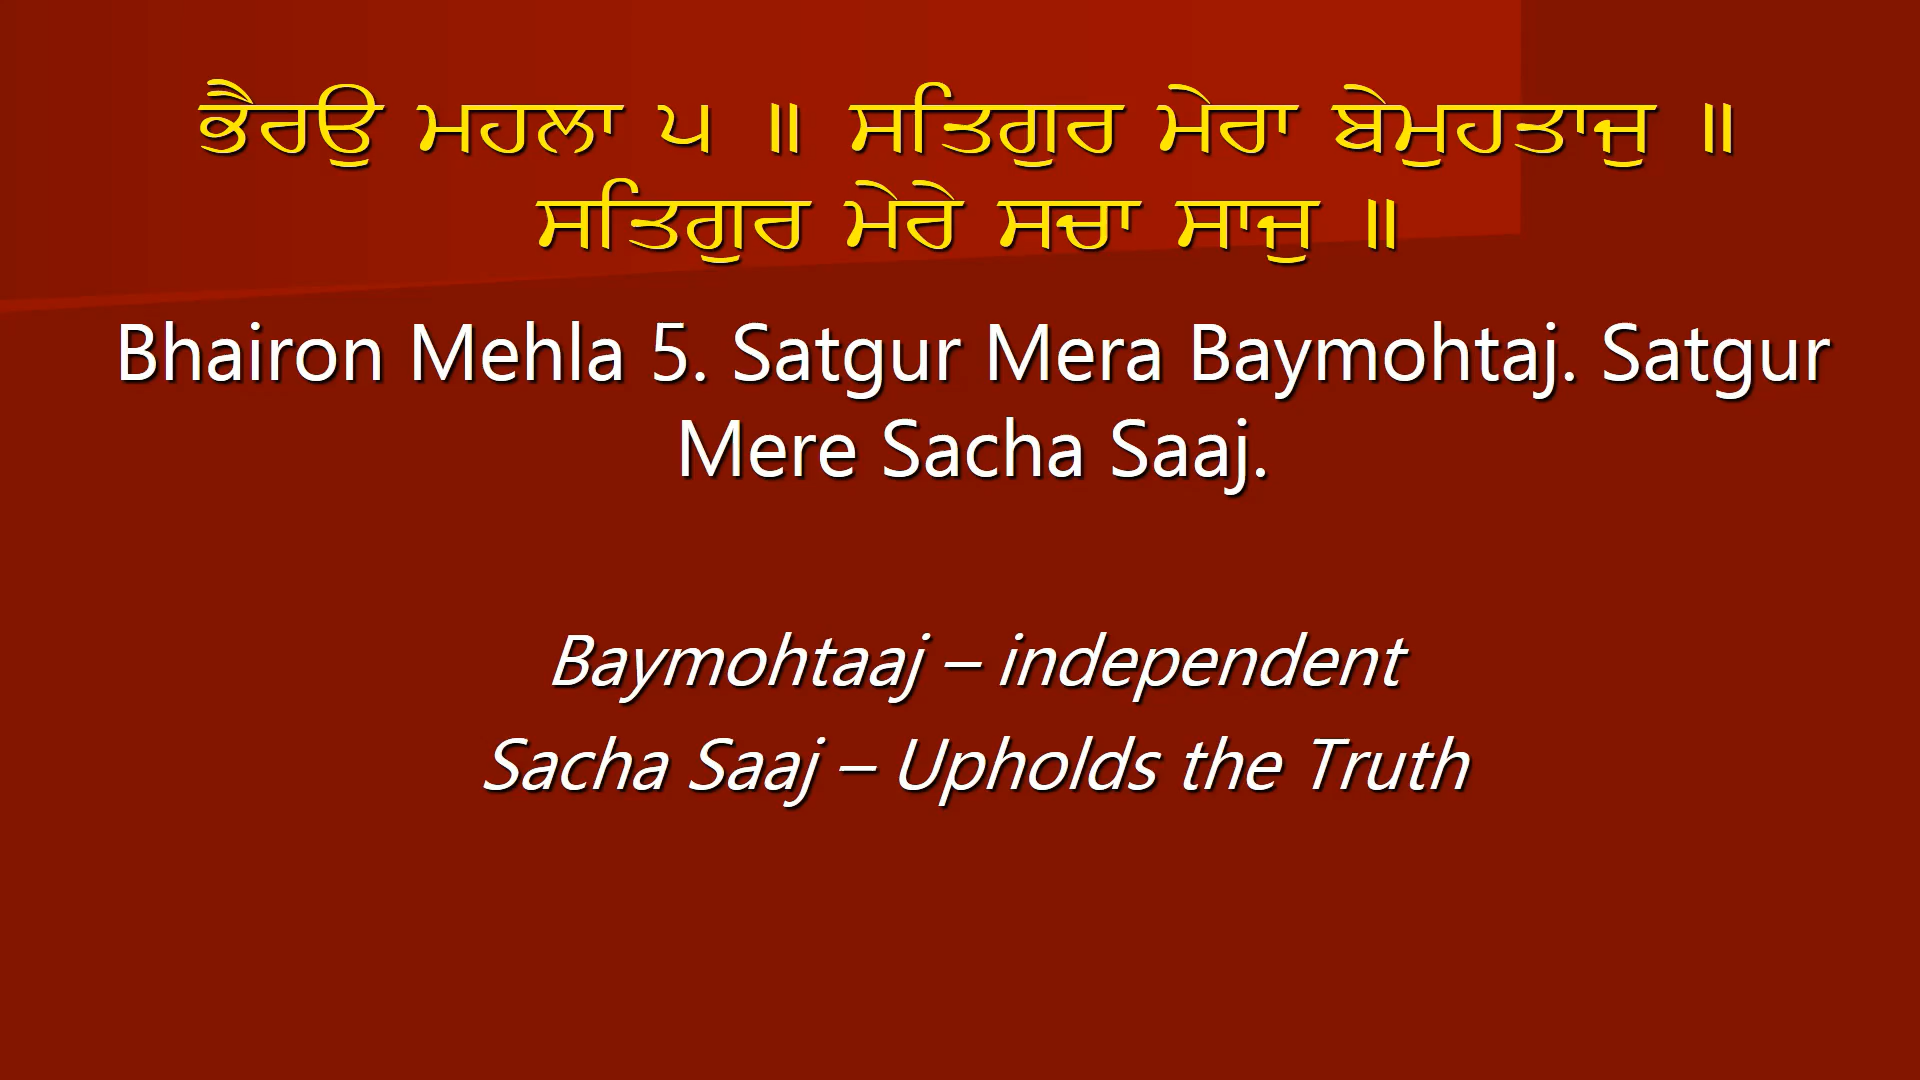 ਭੈਰਉ ਮਹਲਾ ੫ ॥ ਸਤਿਗੁਰ ਮੇਰਾ ਬੇਮੁਹਤਾਜੁ ॥
ਸਤਿਗੁਰ ਮੇਰੇ ਸਚਾ ਸਾਜੁ ॥
Bhairon Mehla 5. Satgur Mera Baymohtaj. Satgur
Mere Sacha Saaj.
Baymohtaaj – independent
Sacha Saaj – Upholds the Truth